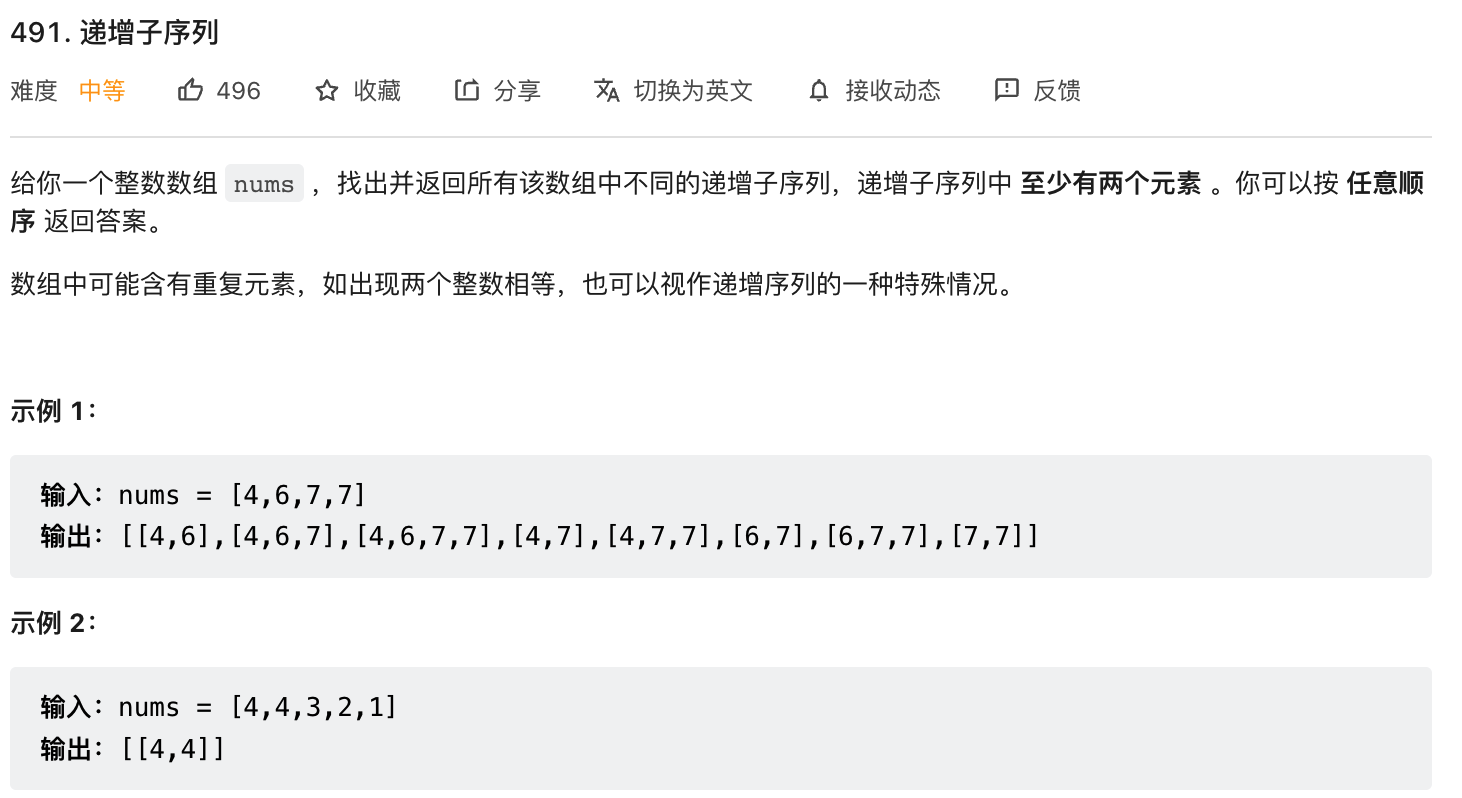 491. 递增子序列
难度 中等 496 收藏 分享 切换为英文 接收动态 反馈
给你一个整数数组 nums ，找出并返回所有该数组中不同的递增子序列，递增子序列中 至少有两个元素 。你可以按 任意顺
序 返回答案。
数组中可能含有重复元素，如出现两个整数相等，也可以视作递增序列的一种特殊情况。
示例 1：
输入：nums = [4,6,7,7]
输出：[[4,6],[4,6,7],[4,6,7,7],[4,7],[4,7,7],[6,7],[6,7,7],[7,7]]
示例 2：
输入：nums = [4,4,3,2,1]
输出：[[4,4]]